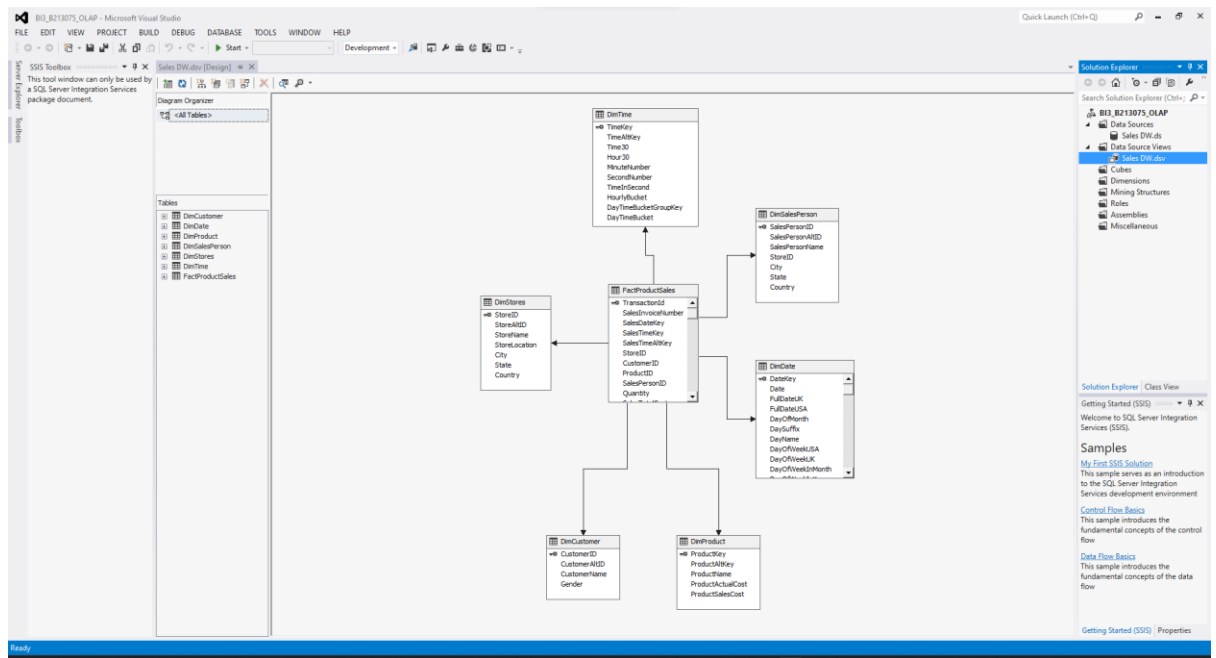 BI3_B213075_OLAP - Microsoft Visual Studio
Quick Launch (Ctrl+Q)
FILE EDIT VIEW PROJECT BUILD DEBUG DATABASE TOOLS WINDOW HELP
Start
Development
Server Explorer
Toolbox
SSIS Toolbox
This tool window can only be used by
a SQL Server Integration Services
package document.
Sales DW.dsv [Design]
Diagram Organizer
<All Tables>
Tables
DimCustomer
DimDate
DimProduct
DimSalesPerson
DimStores
DimTime
FactProductSales
DimTime
TimeKey
TimeAltKey
Time30
Hour30
MinuteNumber
SecondNumber
TimeInSecond
HourlyBucket
DayTimeBucketGroupKey
DayTimeBucket
DimSalesPerson
SalesPersonID
SalesPersonAltID
SalesPersonName
StoreID
City
State
Country
FactProductSales
TransactionId
SalesInvoiceNumber
SalesDateKey
SalesTimeKey
SalesTimeAltKey
StoreID
CustomerID
ProductID
SalesPersonID
Quantity
DimStores
StoreID
StoreAltID
StoreName
StoreLocation
City
State
Country
DimDate
DateKey
Date
FullDateUK
FullDateUSA
DayOfMonth
DaySuffix
DayName
DayOfWeekUSA
DayOfWeekUK
DayOfWeekInMonth
DimCustomer
CustomerID
CustomerAltID
CustomerName
Gender
DimProduct
ProductKey
ProductAltKey
ProductName
ProductActualCost
ProductSalesCost
Solution Explorer
Search Solution Explorer (Ctrl+;
BI3_B213075_OLAP
Data Sources
Sales DW.ds
Data Source Views
Sales DW.dsv
Cubes
Dimensions
Mining Structures
Roles
Assemblies
Miscellaneous
Solution Explorer Class View
Getting Started (SSIS)
Welcome to SQL Server Integration
Services (SSIS).
Samples
My First SSIS Solution
This sample serves as an introduction
to the SQL Server Integration
Services development environment
Control Flow Basics
This sample introduces the
fundamental concepts of the control
flow
Data Flow Basics
This sample introduces the
fundamental concepts of the data
flow
Getting Started (SSIS) Properties
Ready